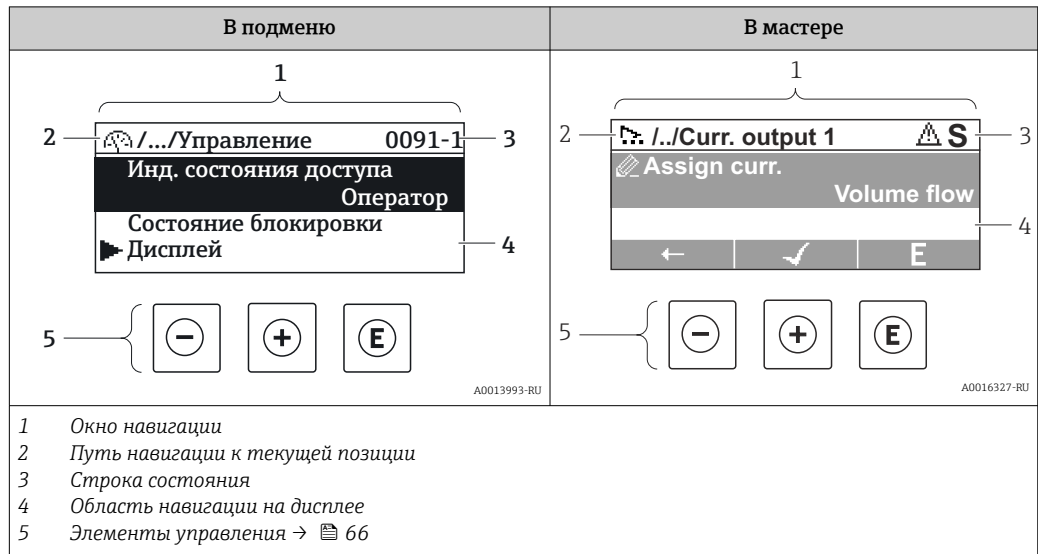 В подменю
В мастере
1
2
/.../Управление 0091-1
3
Инд. состояния доступа
Оператор
Состояние блокировки
Дисплей
4
5
− + E
A0013993-RU
1
2
/../Curr. output 1 S
3
Assign curr.
Volume flow
4
← ✓ E
5
− + E
A0016327-RU
1 Окно навигации
2 Путь навигации к текущей позиции
3 Строка состояния
4 Область навигации на дисплее
5 Элементы управления → 66